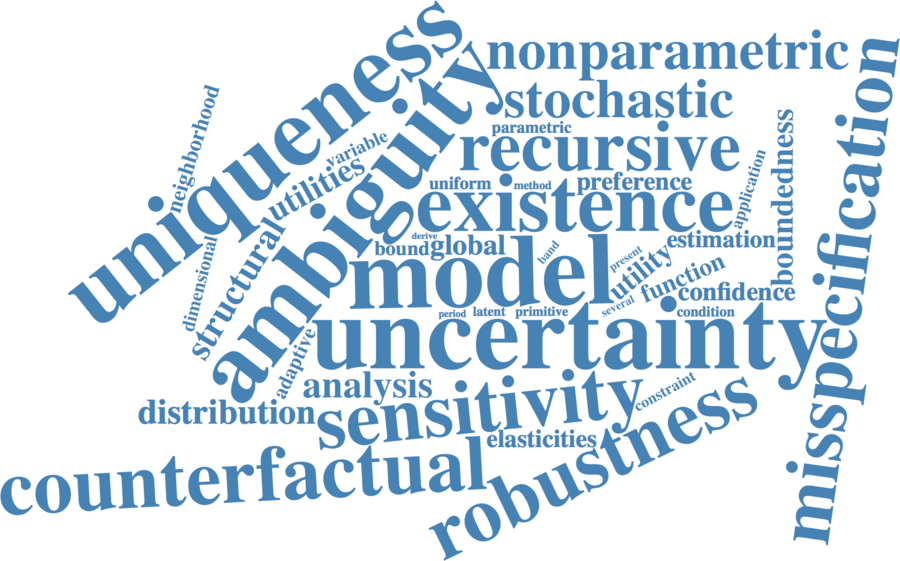 uniqueness
nonparametric
misspecification
ambiguity
stochastic
neighborhood
parametric
variable
recursive
boundedness
utilities
uniform
method
preference
application
existence
structural
dimensional
derive
bound
global
estimation
band
present
utility
model
function
confidence
several
period
latent
primitive
condition
uncertainty
adaptive
analysis
constraint
distribution
sensitivity
elasticities
robustness
counterfactual